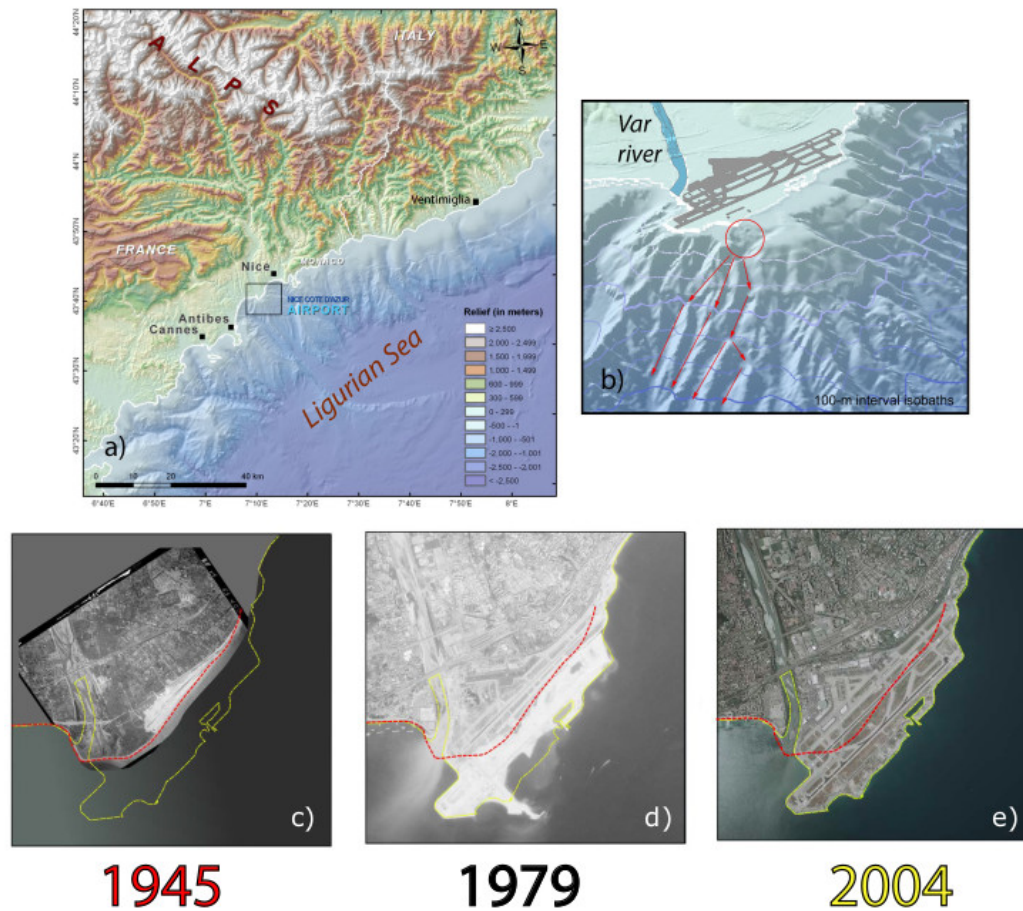 44°20'N
44°10'N
44°N
43°50'N
43°40'N
43°30'N
43°20'N
ALPS
ITALY
N
W E
S
Ventimiglia
FRANCE
MONACO
Nice
NICE COTE D'AZUR
AIRPORT
Antibes
Cannes
Ligurian Sea
Relief (in meters)
≥ 2,500
2,000 - 2,499
1,500 - 1,999
1,000 - 1,499
600 - 999
300 - 599
0 - 299
-500 - -1
-1,000 - -501
-2,000 - -1,001
-2,500 - -2,001
< -2,500
a)
0 10 20 40 km
6°40'E 6°50'E 7°E 7°10'E 7°20'E 7°30'E 7°40'E 7°50'E
Var
river
b)
100-m interval isobaths
c)
d)
e)
1945
1979
2004